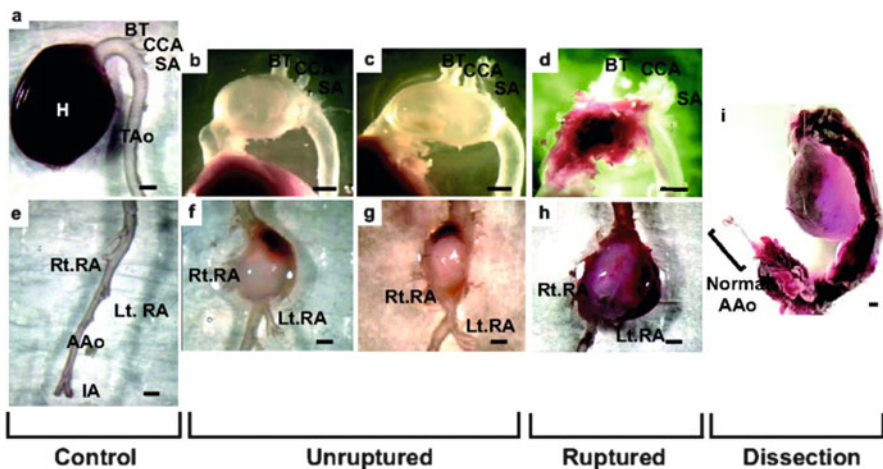 a
BT
CCA
SA
H
TAo
b
BT
CCA
SA
c
BT
CCA
SA
d
BT
CCA
SA
e
Rt.RA
Lt. RA
AAo
IA
f
Rt.RA
Lt.RA
g
Rt.RA
Lt.RA
h
Rt.RA
Lt.RA
i
Normal
AAo
Control
Unruptured
Ruptured
Dissection